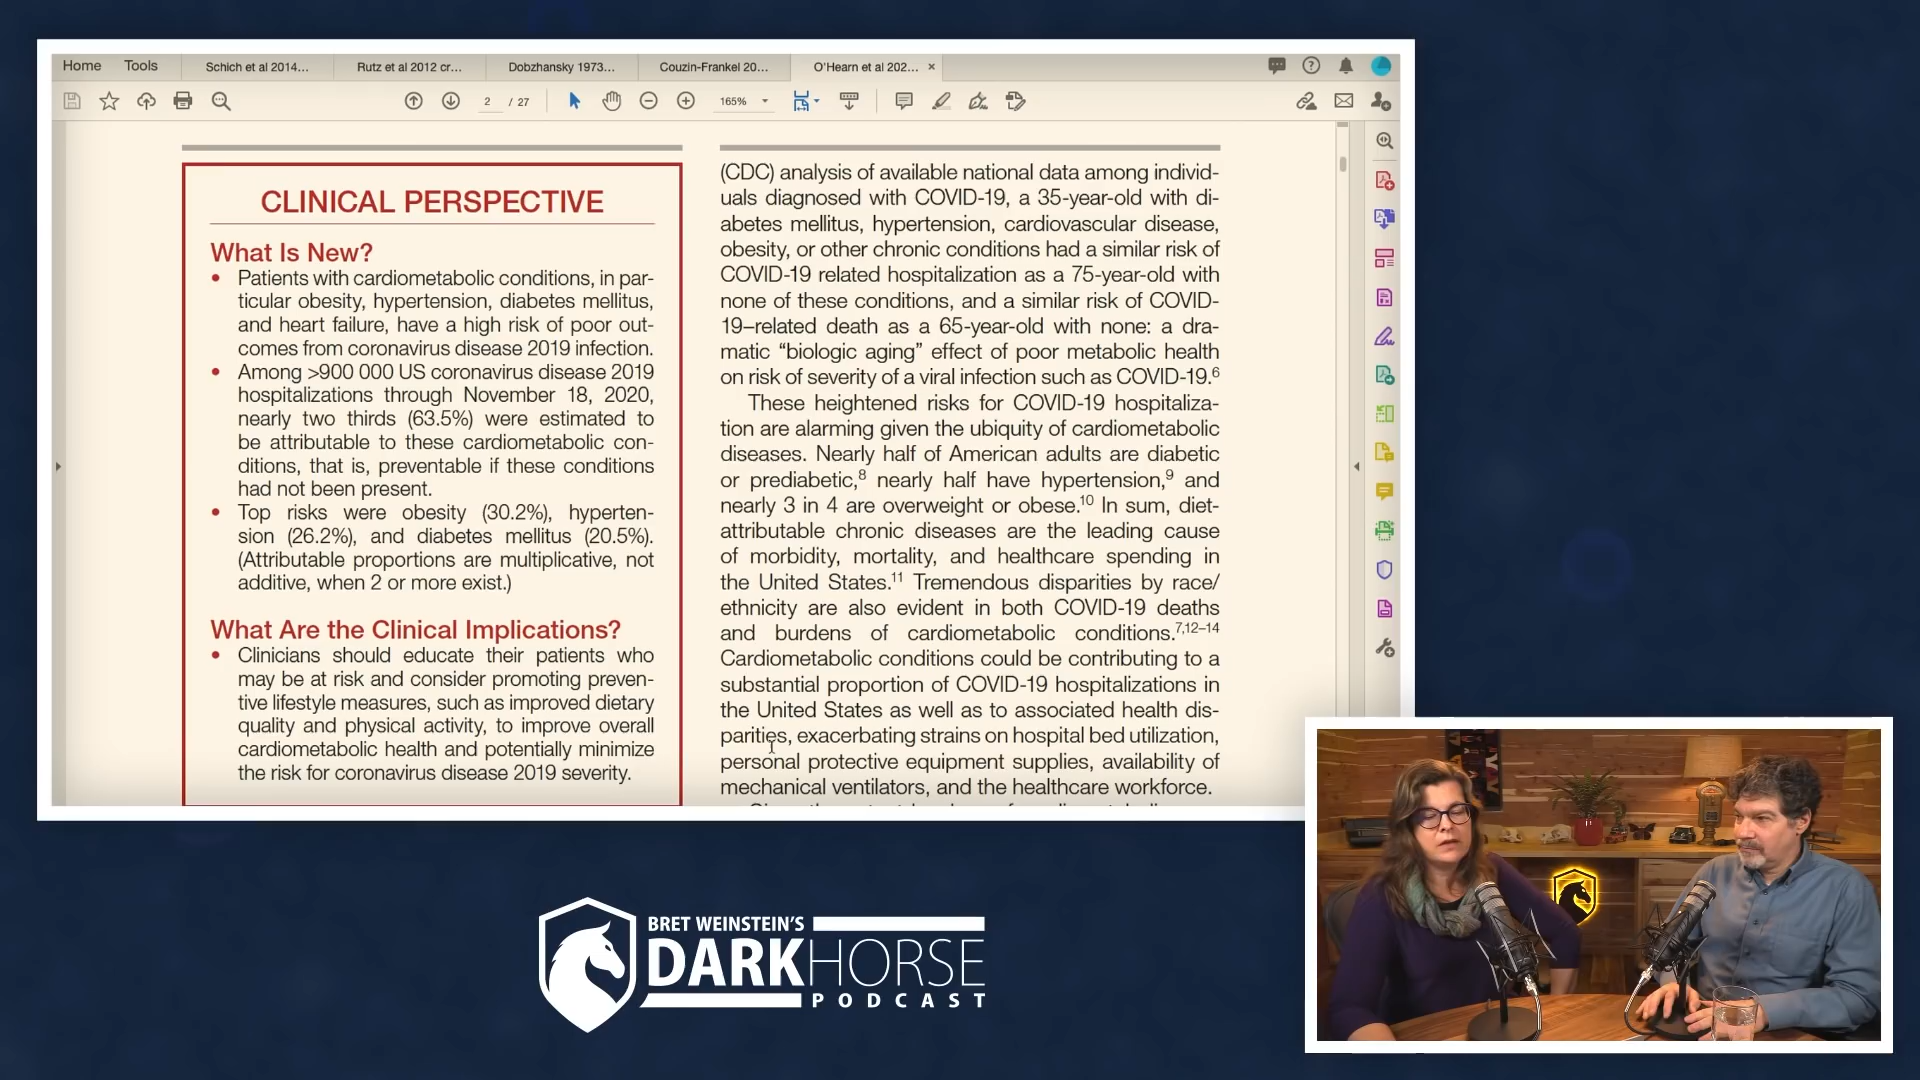 Home Tools Schich et al 2014... Rutz et al 2012 cr... Dobzhansky 1973... Couzin-Frankel 20... O'Hearn et al 202... ×
2 / 27 165%
CLINICAL PERSPECTIVE
What Is New?
• Patients with cardiometabolic conditions, in par-
ticular obesity, hypertension, diabetes mellitus,
and heart failure, have a high risk of poor out-
comes from coronavirus disease 2019 infection.
• Among >900 000 US coronavirus disease 2019
hospitalizations through November 18, 2020,
nearly two thirds (63.5%) were estimated to
be attributable to these cardiometabolic con-
ditions, that is, preventable if these conditions
had not been present.
• Top risks were obesity (30.2%), hyperten-
sion (26.2%), and diabetes mellitus (20.5%).
(Attributable proportions are multiplicative, not
additive, when 2 or more exist.)
What Are the Clinical Implications?
• Clinicians should educate their patients who
may be at risk and consider promoting preven-
tive lifestyle measures, such as improved dietary
quality and physical activity, to improve overall
cardiometabolic health and potentially minimize
the risk for coronavirus disease 2019 severity.
(CDC) analysis of available national data among individ-
uals diagnosed with COVID-19, a 35-year-old with di-
abetes mellitus, hypertension, cardiovascular disease,
obesity, or other chronic conditions had a similar risk of
COVID-19 related hospitalization as a 75-year-old with
none of these conditions, and a similar risk of COVID-
19–related death as a 65-year-old with none: a dra-
matic “biologic aging” effect of poor metabolic health
on risk of severity of a viral infection such as COVID-19.6
These heightened risks for COVID-19 hospitaliza-
tion are alarming given the ubiquity of cardiometabolic
diseases. Nearly half of American adults are diabetic
or prediabetic,8 nearly half have hypertension,9 and
nearly 3 in 4 are overweight or obese.10 In sum, diet-
attributable chronic diseases are the leading cause
of morbidity, mortality, and healthcare spending in
the United States.11 Tremendous disparities by race/
ethnicity are also evident in both COVID-19 deaths
and burdens of cardiometabolic conditions.7,12–14
Cardiometabolic conditions could be contributing to a
substantial proportion of COVID-19 hospitalizations in
the United States as well as to associated health dis-
parities, exacerbating strains on hospital bed utilization,
personal protective equipment supplies, availability of
mechanical ventilators, and the healthcare workforce.
BRET WEINSTEIN'S
DARKHORSE
PODCAST